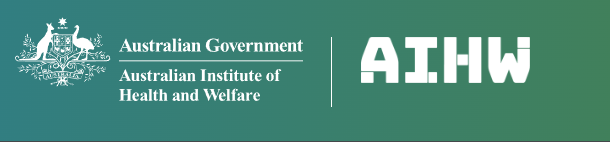 Australian Government
Australian Institute of
Health and Welfare
AIHW